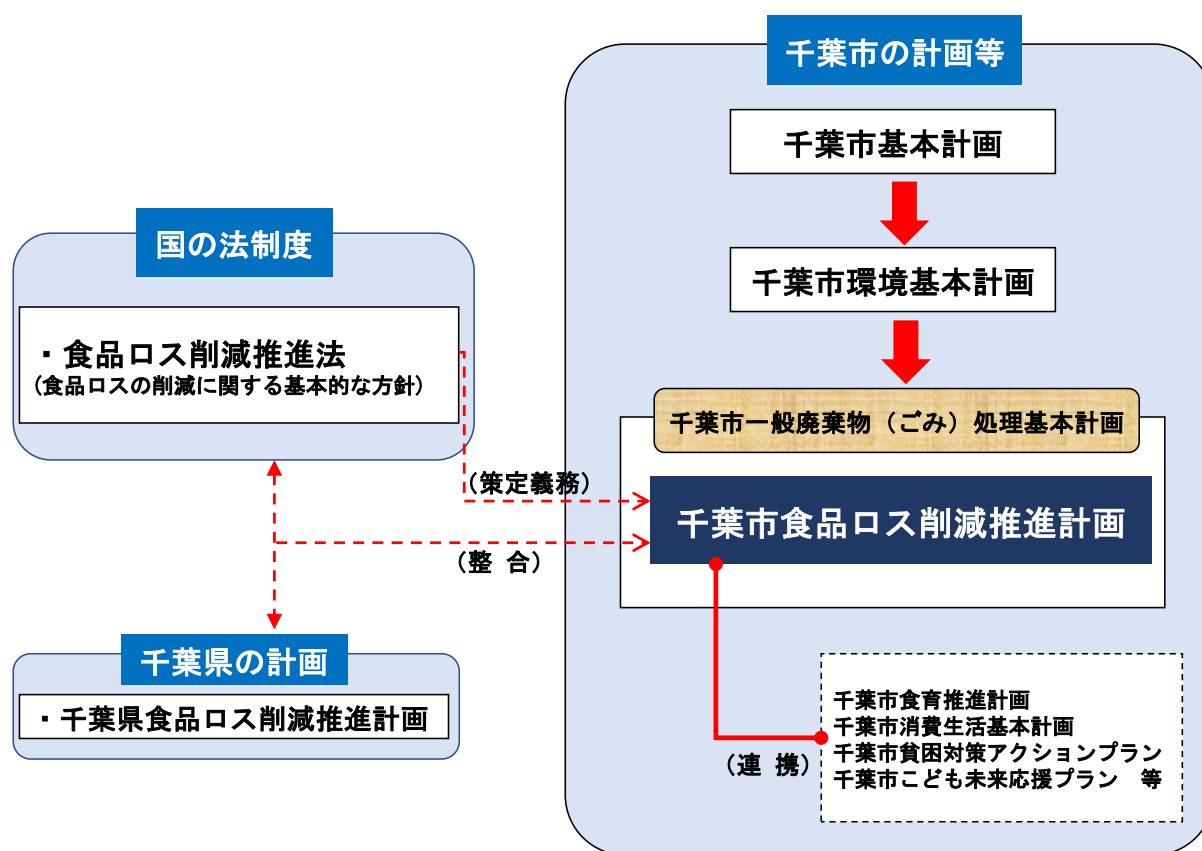 千葉市の計画等
千葉市基本計画
千葉市環境基本計画
千葉市一般廃棄物（ごみ）処理基本計画
千葉市食品ロス削減推進計画
国の法制度
・食品ロス削減推進法
(食品ロスの削減に関する基本的な方針)
（策定義務）
（整 合）
千葉県の計画
・千葉県食品ロス削減推進計画
（連 携）
千葉市食育推進計画
千葉市消費生活基本計画
千葉市貧困対策アクションプラン
千葉市こども未来応援プラン　等